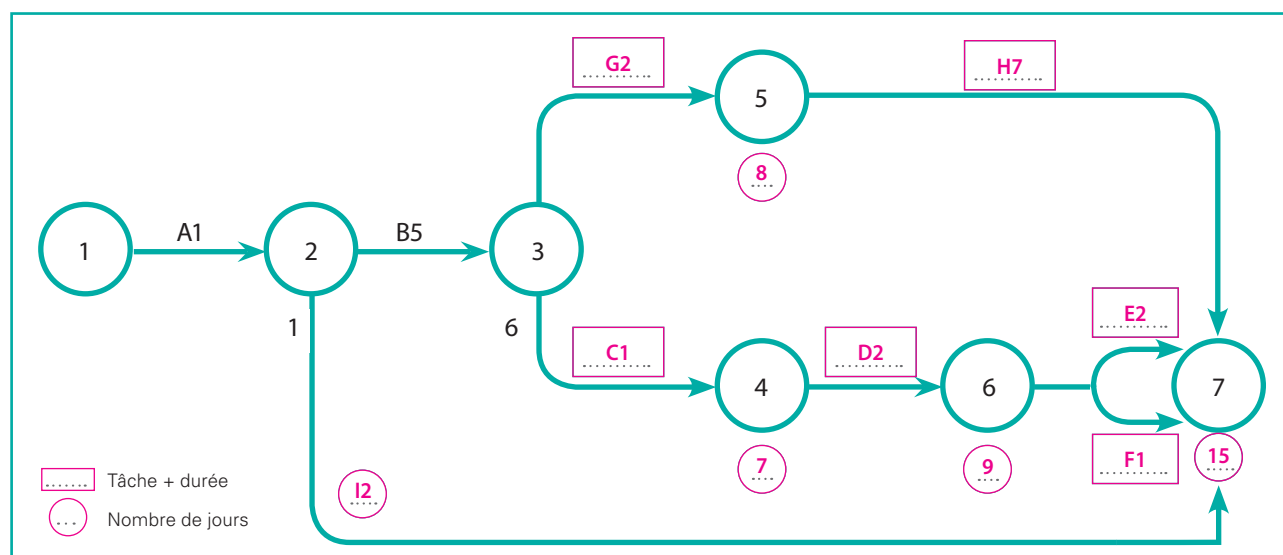 G2
H7
5
8
A1
B5
1
2
3
1
6
C1
D2
E2
4
6
7
7
9
F1
15
I2
....... Tâche + durée
... Nombre de jours